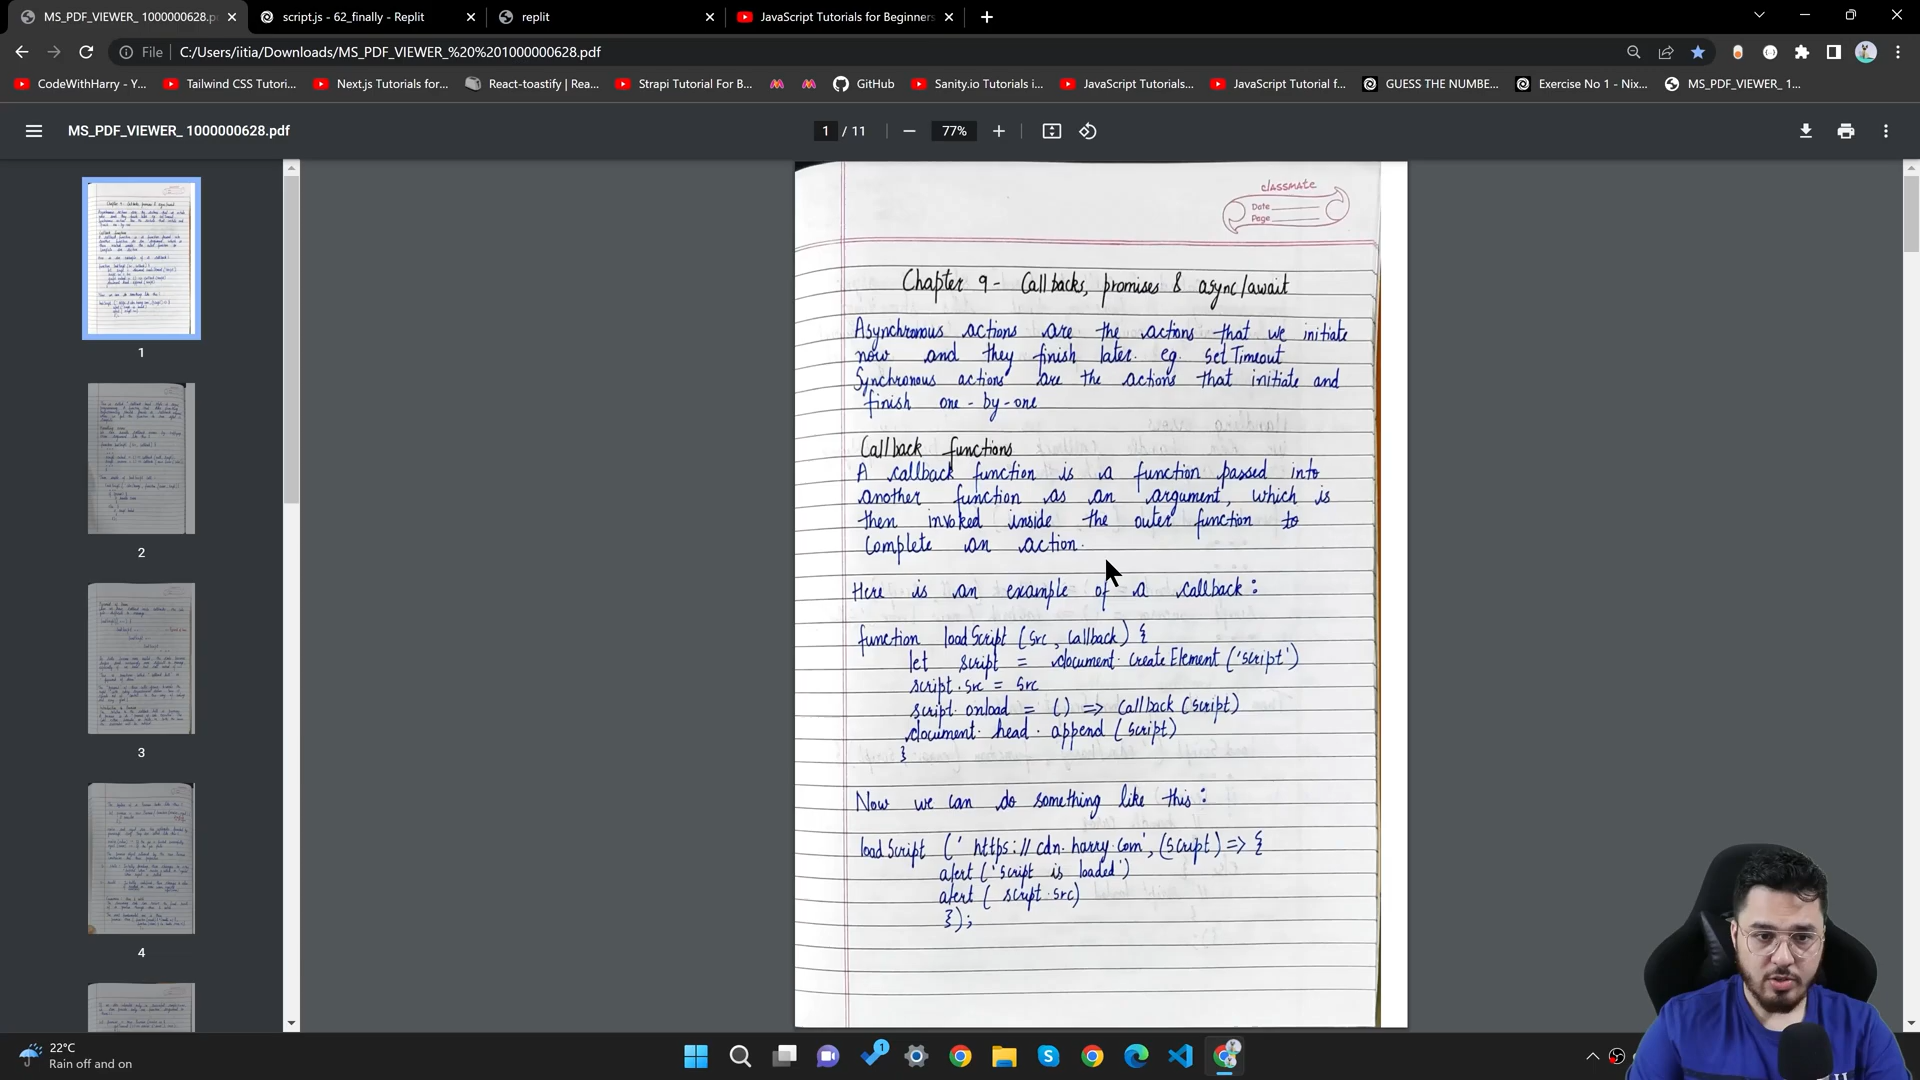 MS_PDF_VIEWER_ 1000000628.p
script.js - 62_finally - Replit
replit
JavaScript Tutorials for Beginners
File
C:/Users/iitia/Downloads/MS_PDF_VIEWER_%20%201000000628.pdf
CodeWithHarry - Y...
Tailwind CSS Tutori...
Next.js Tutorials for...
React-toastify | Rea...
Strapi Tutorial For B...
GitHub
Sanity.io Tutorials i...
JavaScript Tutorials...
JavaScript Tutorial f...
GUESS THE NUMBE...
Exercise No 1 - Nix...
MS_PDF_VIEWER_ 1...
MS_PDF_VIEWER_ 1000000628.pdf
1 / 11
77%
1
2
3
4
classmate
Date
Page
Chapter 9 - Callbacks, promises & async/await
Asynchronous actions are the actions that we initiate
now and they finish later. eg. setTimeout
Synchronous actions are the actions that initiate and
finish one-by-one
Callback functions
A callback function is a function passed into
another function as an argument, which is
then invoked inside the outer function to
complete an action.
Here is an example of a callback:
function loadScript (src, callback) {
let script = document.createElement('script')
script.src = src
script.onload = () => callback(script)
document.head.append(script)
}
Now we can do something like this:
loadScript ('https://cdn.harry.com', (script) => {
alert('script is loaded')
alert(script.src)
});
22°C
Rain off and on
1